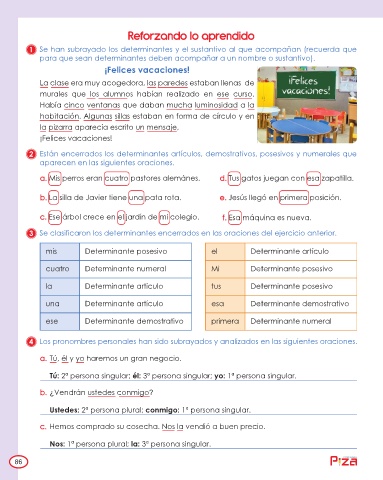 Reforzando lo aprendido
1 Se han subrayado los determinantes y el sustantivo al que acompañan (recuerda que
para que sean determinantes deben acompañar a un nombre o sustantivo).
¡Felices vacaciones!
La clase era muy acogedora, las paredes estaban llenas de
murales que los alumnos habían realizado en ese curso.
Había cinco ventanas que daban mucha luminosidad a la
habitación. Algunas sillas estaban en forma de círculo y en
la pizarra aparecía escrito un mensaje.
¡Felices vacaciones!
¡Felices
vacaciones!
2 Están encerrados los determinantes artículos, demostrativos, posesivos y numerales que
aparecen en las siguientes oraciones.
a. Mis perros eran cuatro pastores alemánes.
d. Tus gatos juegan con esa zapatilla.
b. La silla de Javier tiene una pata rota.
e. Jesús llegó en primera posición.
c. Ese árbol crece en el jardín de mi colegio.
f. Esa máquina es nueva.
3 Se clasificaron los determinantes encerrados en las oraciones del ejercicio anterior.
mis Determinante posesivo
el Determinante artículo
cuatro Determinante numeral
Mi Determinante posesivo
la Determinante artículo
tus Determinante posesivo
una Determinante artículo
esa Determinante demostrativo
ese Determinante demostrativo
primera Determinante numeral
4 Los pronombres personales han sido subrayados y analizados en las siguientes oraciones.
a. Tú, él y yo haremos un gran negocio.
Tú: 2ª persona singular; él: 3ª persona singular; yo: 1ª persona singular.
b. ¿Vendrán ustedes conmigo?
Ustedes: 2ª persona plural; conmigo: 1ª persona singular.
c. Hemos comprado su cosecha. Nos la vendió a buen precio.
Nos: 1ª persona plural; la: 3ª persona singular.
86